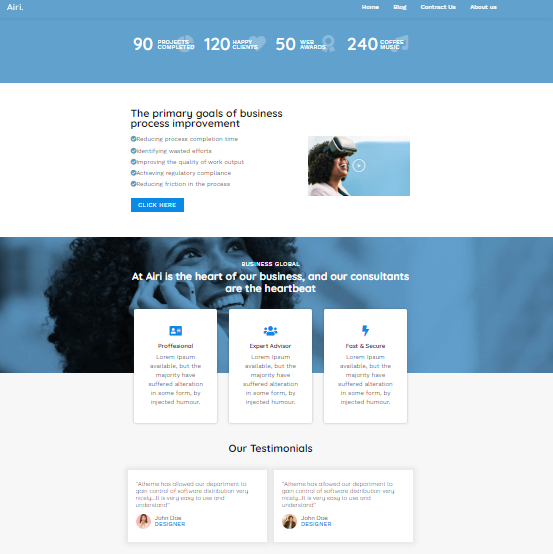 Airi.
Home Blog Contract Us About us
90 PROJECTS COMPLETED 120 HAPPY CLIENTS 50 WEB AWARDS 240 COFFEE MUSIC
The primary goals of business
process improvement
Reducing process completion time
Identifying wasted efforts
Improving the quality of work output
Achieving regulatory compliance
Reducing friction in the process
CLICK HERE
BUSINESS GLOBAL
At Airi is the heart of our business, and our consultants
are the heartbeat
Proffesional
Lorem Ipsum
available, but the
majority have
suffered alteration
in some form, by
injected humour.
Expert Advisor
Lorem Ipsum
available, but the
majority have
suffered alteration
in some form, by
injected humour.
Fast & Secure
Lorem Ipsum
available, but the
majority have
suffered alteration
in some form, by
injected humour.
Our Testimonials
"Atheme has allowed our department to
gain control of software distribution very
nicely...It is very easy to use and
understand"
John Doe
DESIGNER
"Atheme has allowed our department to
gain control of software distribution very
nicely...It is very easy to use and
understand"
John Doe
DESIGNER